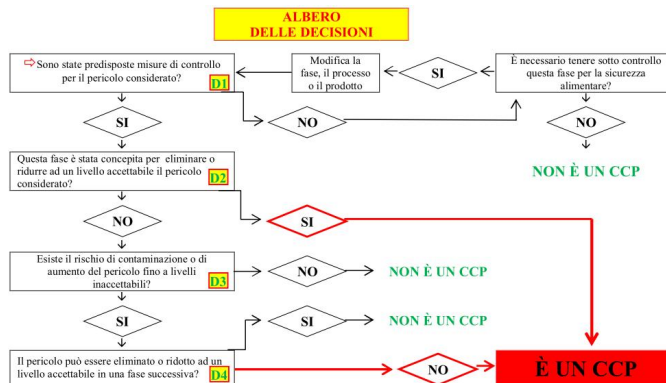 ALBERO
DELLE DECISIONI
⇨Sono state predisposte misure di controllo
per il pericolo considerato?
D1
Modifica la
fase, il processo
o il prodotto
SI
È necessario tenere sotto controllo
questa fase per la sicurezza
alimentare?
SI
NO
NO
NON È UN CCP
Questa fase è stata concepita per eliminare o
ridurre ad un livello accettabile il pericolo
considerato?
D2
NO
SI
Esiste il rischio di contaminazione o di
aumento del pericolo fino a livelli
inaccettabili?
D3
NO
NON È UN CCP
SI
SI
NON È UN CCP
Il pericolo può essere eliminato o ridotto ad un
livello accettabile in una fase successiva?
D4
NO
È UN CCP